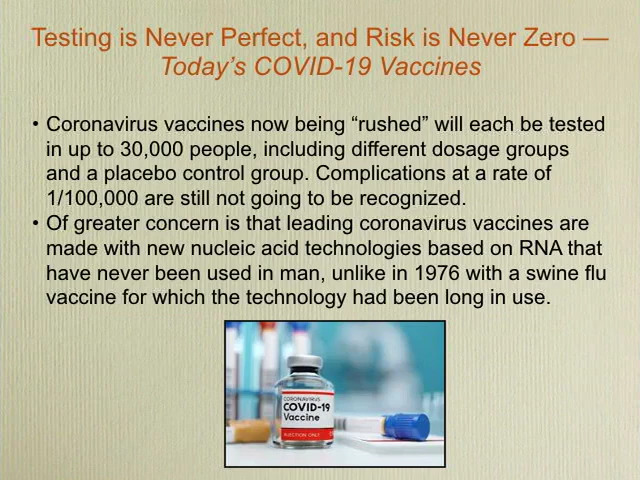 Testing is Never Perfect, and Risk is Never Zero —
Today’s COVID-19 Vaccines
• Coronavirus vaccines now being “rushed” will each be tested
in up to 30,000 people, including different dosage groups
and a placebo control group. Complications at a rate of
1/100,000 are still not going to be recognized.
• Of greater concern is that leading coronavirus vaccines are
made with new nucleic acid technologies based on RNA that
have never been used in man, unlike in 1976 with a swine flu
vaccine for which the technology had been long in use.
CORONAVIRUS
COVID-19
Vaccine
INJECTION ONLY